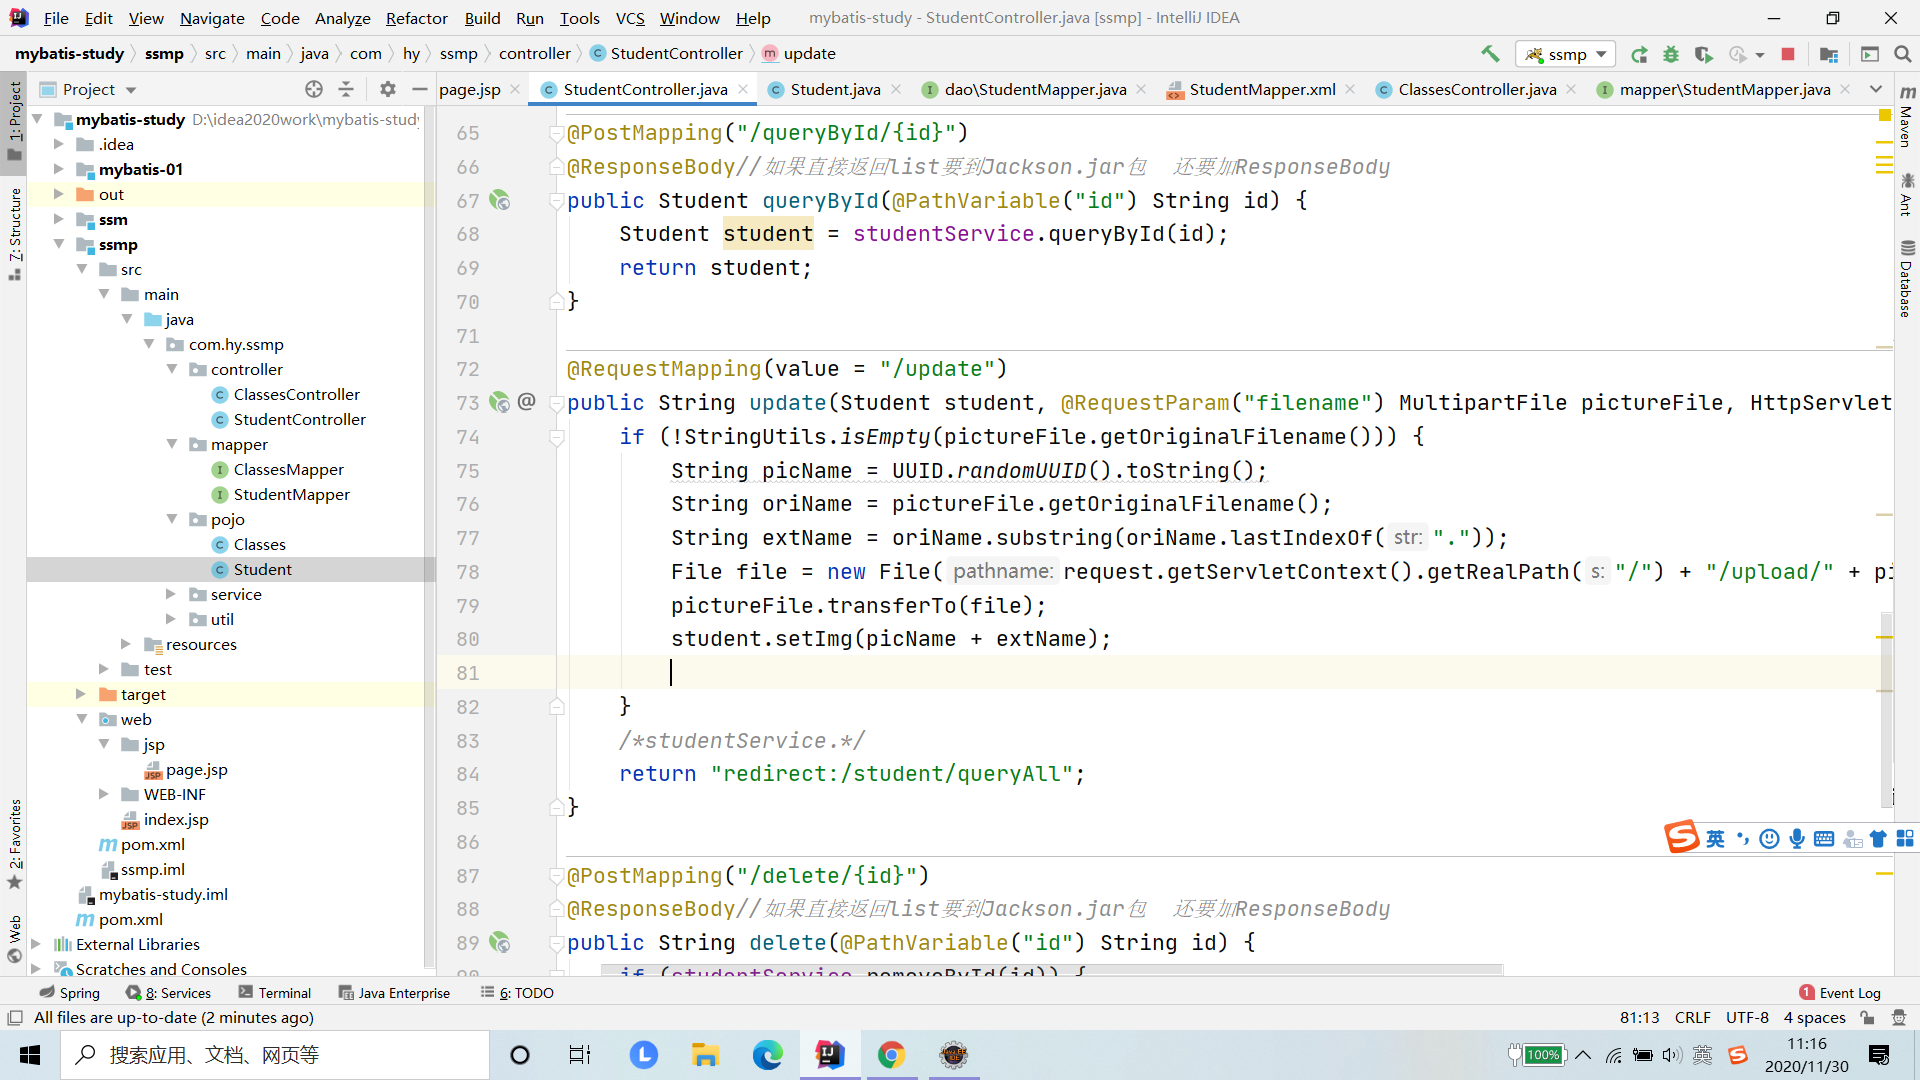 File Edit View Navigate Code Analyze Refactor Build Run Tools VCS Window Help mybatis-study - StudentController.java [ssmp] - IntelliJ IDEA
mybatis-study ssmp src main java com hy ssmp controller StudentController update ssmp
Project page.jsp StudentController.java Student.java dao\StudentMapper.java StudentMapper.xml ClassesController.java mapper\StudentMapper.java
1: Project
7: Structure
2: Favorites
Web
Maven
Ant
Database
mybatis-study D:\idea2020work\mybatis-study
.idea
mybatis-01
out
ssm
ssmp
src
main
java
com.hy.ssmp
controller
ClassesController
StudentController
mapper
ClassesMapper
StudentMapper
pojo
Classes
Student
service
util
resources
test
target
web
jsp
page.jsp
WEB-INF
index.jsp
pom.xml
ssmp.iml
mybatis-study.iml
pom.xml
External Libraries
Scratches and Consoles
65 @PostMapping("/queryById/{id}")
66 @ResponseBody//如果直接返回list要到Jackson.jar包 还要加ResponseBody
67 public Student queryById(@PathVariable("id") String id) {
68 Student student = studentService.queryById(id);
69 return student;
70 }
71
72 @RequestMapping(value = "/update")
73 public String update(Student student, @RequestParam("filename") MultipartFile pictureFile, HttpServlet
74 if (!StringUtils.isEmpty(pictureFile.getOriginalFilename())) {
75 String picName = UUID.randomUUID().toString();
76 String oriName = pictureFile.getOriginalFilename();
77 String extName = oriName.substring(oriName.lastIndexOf( str: "."));
78 File file = new File( pathname: request.getServletContext().getRealPath( s: "/") + "/upload/" + pi
79 pictureFile.transferTo(file);
80 student.setImg(picName + extName);
81
82 }
83 /*studentService.*/
84 return "redirect:/student/queryAll";
85 }
86
87 @PostMapping("/delete/{id}")
88 @ResponseBody//如果直接返回list要到Jackson.jar包 还要加ResponseBody
89 public String delete(@PathVariable("id") String id) {
90 if (studentService.removeById(id)) {
英
Spring 8: Services Terminal Java Enterprise 6: TODO 1 Event Log
All files are up-to-date (2 minutes ago) 81:13 CRLF UTF-8 4 spaces
搜索应用、文档、网页等 100% 英 11:16
2020/11/30